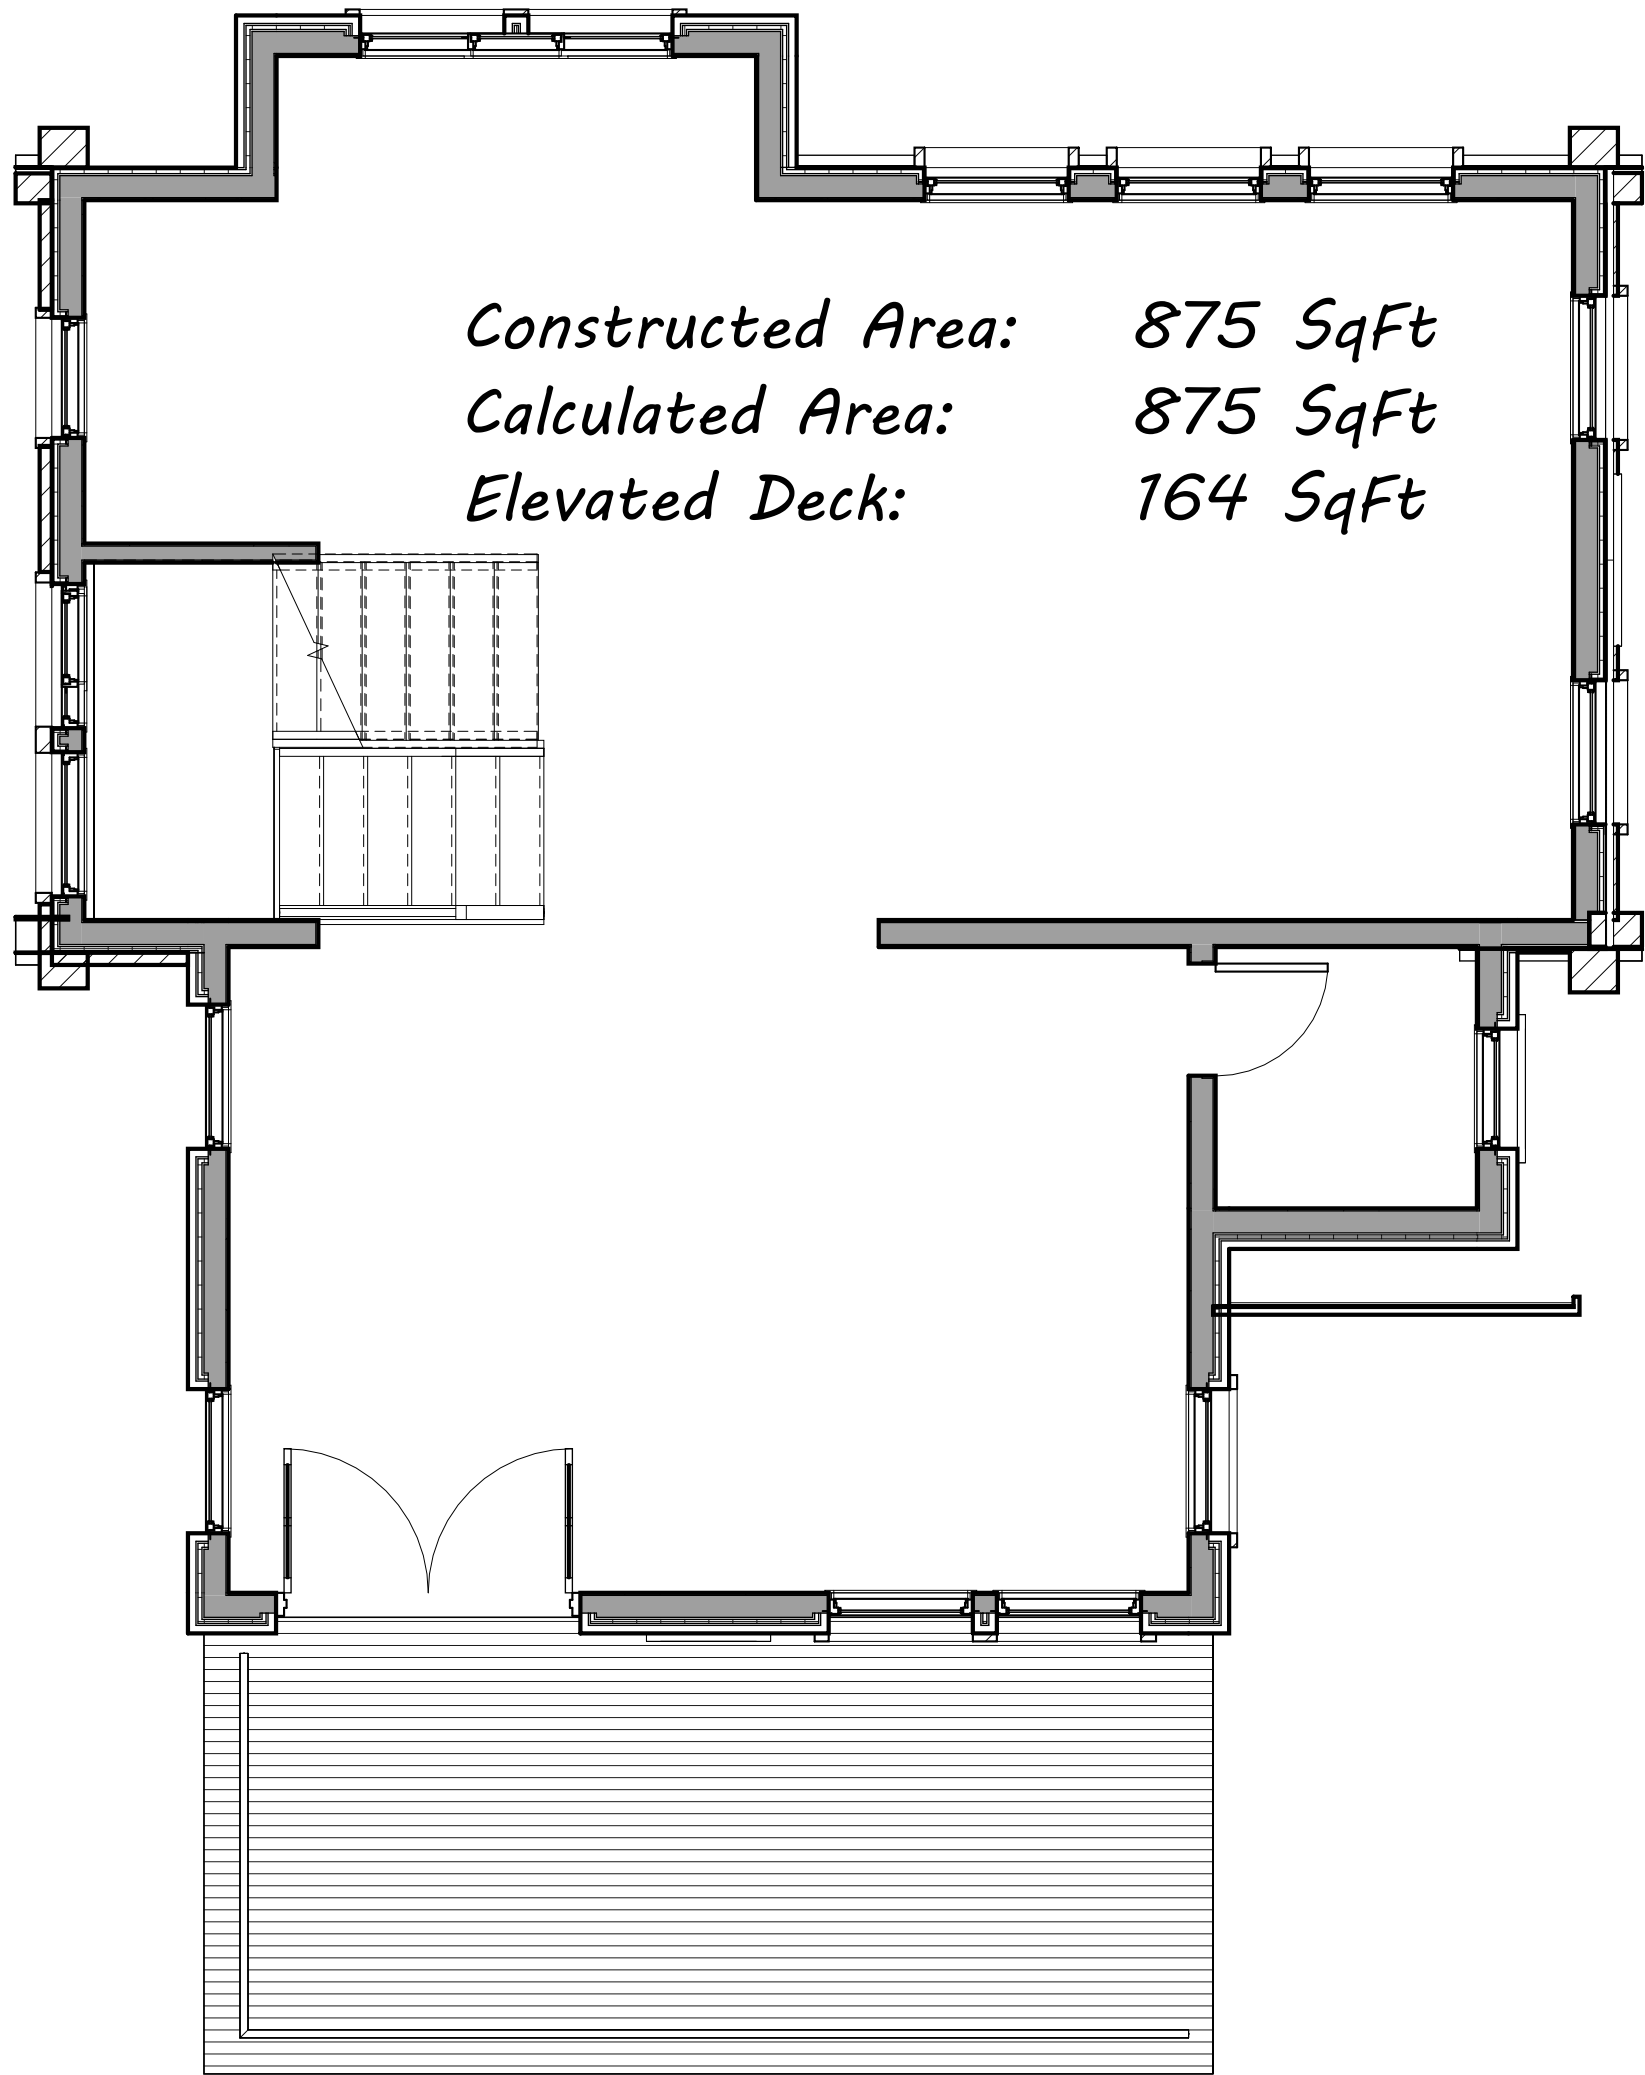 Constructed Area: 875 SqFt
Calculated Area: 875 SqFt
Elevated Deck: 164 SqFt